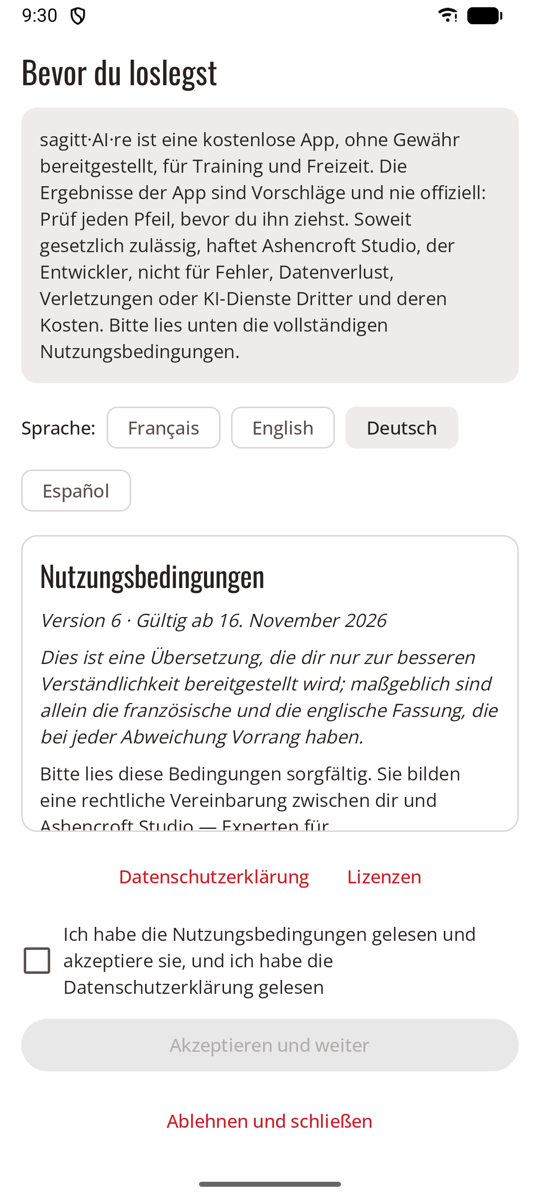 9:30
Bevor du loslegst
sagitt·AI·re ist eine kostenlose App, ohne Gewähr
bereitgestellt, für Training und Freizeit. Die
Ergebnisse der App sind Vorschläge und nie offiziell:
Prüf jeden Pfeil, bevor du ihn ziehst. Soweit
gesetzlich zulässig, haftet Ashencroft Studio, der
Entwickler, nicht für Fehler, Datenverlust,
Verletzungen oder KI-Dienste Dritter und deren
Kosten. Bitte lies unten die vollständigen
Nutzungsbedingungen.
Sprache: Français English Deutsch
Español
Nutzungsbedingungen
Version 6 · Gültig ab 16. November 2026
Dies ist eine Übersetzung, die dir nur zur besseren
Verständlichkeit bereitgestellt wird; maßgeblich sind
allein die französische und die englische Fassung, die
bei jeder Abweichung Vorrang haben.
Bitte lies diese Bedingungen sorgfältig. Sie bilden
eine rechtliche Vereinbarung zwischen dir und
Ashencroft Studio — Experten für
Datenschutzerklärung Lizenzen
Ich habe die Nutzungsbedingungen gelesen und
akzeptiere sie, und ich habe die
Datenschutzerklärung gelesen
Akzeptieren und weiter
Ablehnen und schließen